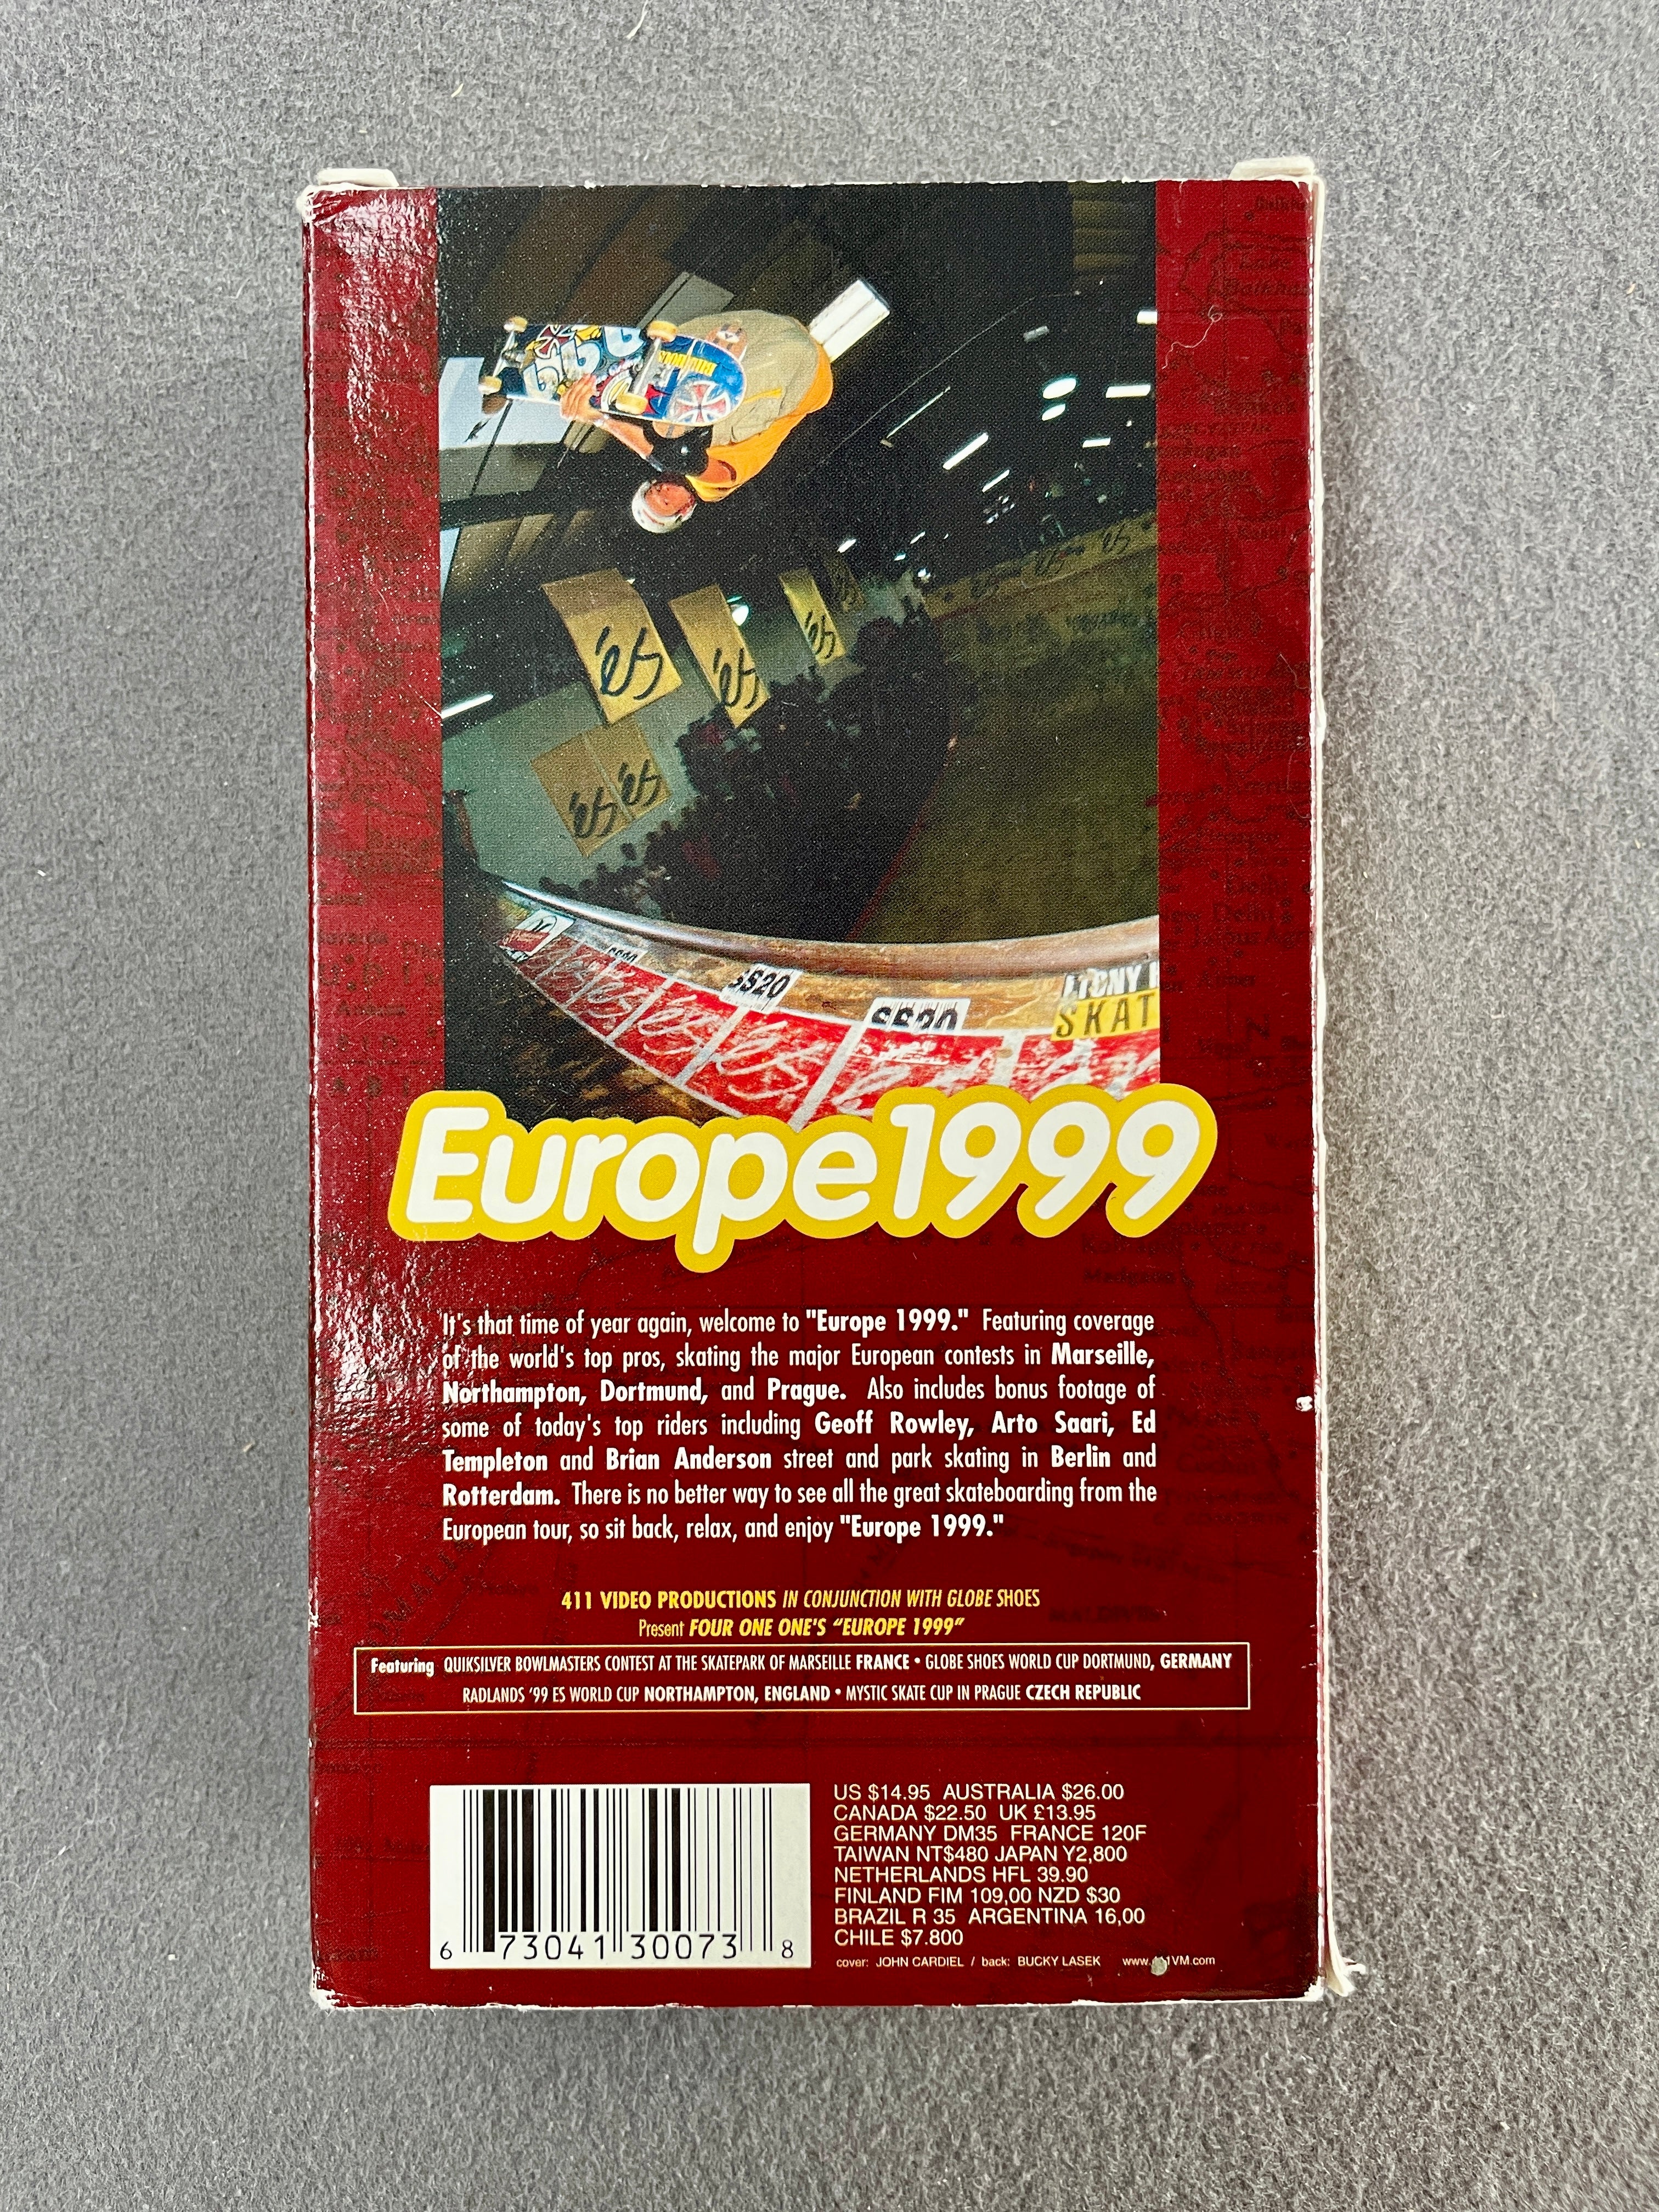 és
és
és
és
és
SS20
SS20
TONY
SKAT
Europe1999
It's that time of year again, welcome to "Europe 1999." Featuring coverage
of the world's top pros, skating the major European contests in Marseille,
Northampton, Dortmund, and Prague. Also includes bonus footage of
some of today's top riders including Geoff Rowley, Arto Saari, Ed
Templeton and Brian Anderson street and park skating in Berlin and
Rotterdam. There is no better way to see all the great skateboarding from the
European tour, so sit back, relax, and enjoy "Europe 1999."
411 VIDEO PRODUCTIONS IN CONJUNCTION WITH GLOBE SHOES
Present FOUR ONE ONE'S “EUROPE 1999”
Featuring QUIKSILVER BOWLMASTERS CONTEST AT THE SKATEPARK OF MARSEILLE FRANCE • GLOBE SHOES WORLD CUP DORTMUND, GERMANY
RADLANDS '99 ES WORLD CUP NORTHAMPTON, ENGLAND • MYSTIC SKATE CUP IN PRAGUE CZECH REPUBLIC
US $14.95 AUSTRALIA $26.00
CANADA $22.50 UK £13.95
GERMANY DM35 FRANCE 120F
TAIWAN NT$480 JAPAN Y2,800
NETHERLANDS HFL 39.90
FINLAND FIM 109,00 NZD $30
BRAZIL R 35 ARGENTINA 16,00
CHILE $7.800
cover: JOHN CARDIEL / back: BUCKY LASEK
6 73041 30073 8